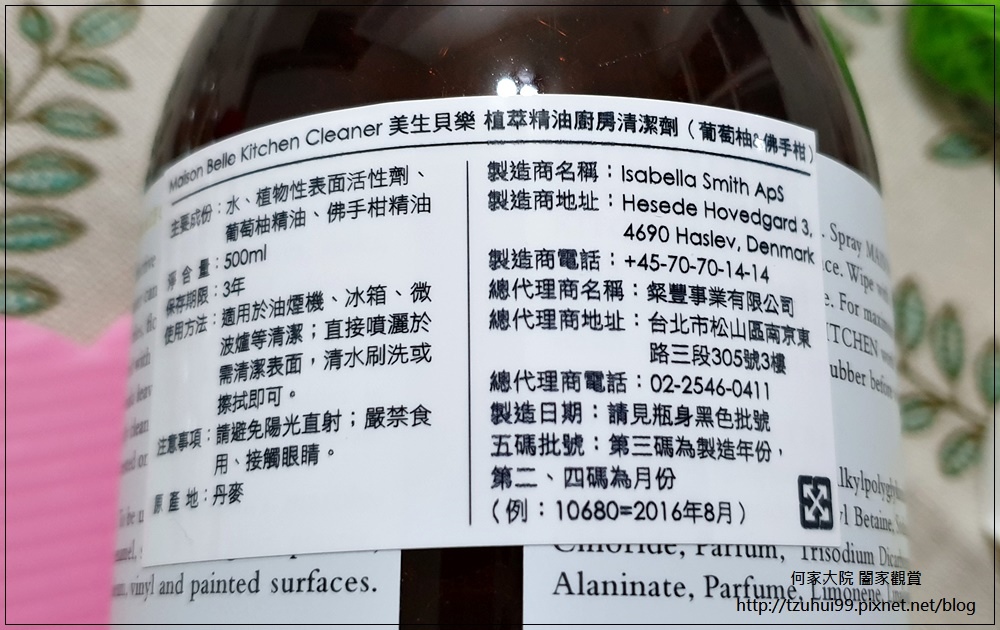 Maison Belle Kitchen Cleaner 美生貝樂 植萃精油廚房清潔劑（葡萄柚&佛手柑）
主要成份：水、植物性表面活性劑、
葡萄柚精油、佛手柑精油
淨 含 量：500ml
保存期限：3年
使用方法：適用於油煙機、冰箱、微
波爐等清潔；直接噴灑於
需清潔表面，清水刷洗或
擦拭即可。
注意事項：請避免陽光直射；嚴禁食
用、接觸眼睛。
原 產 地：丹麥
製造商名稱：Isabella Smith ApS
製造商地址：Hesede Hovedgard 3,
4690 Haslev, Denmark
製造商電話：+45-70-70-14-14
總代理商名稱：粲豐事業有限公司
總代理商地址：台北市松山區南京東
路三段305號3樓
總代理商電話：02-2546-0411
製造日期：請見瓶身黑色批號
五碼批號：第三碼為製造年份，
第二、四碼為月份
（例：10680=2016年8月）
. Spray
Wipe with
For
KITCHEN
rubber before
Betaine,
Chloride, Parfum, Trisodium
Alaninate, Parfume, Limonene,
vinyl and painted surfaces.
何家大院 闔家觀賞
http://tzuhui99.pixnet.net/blog